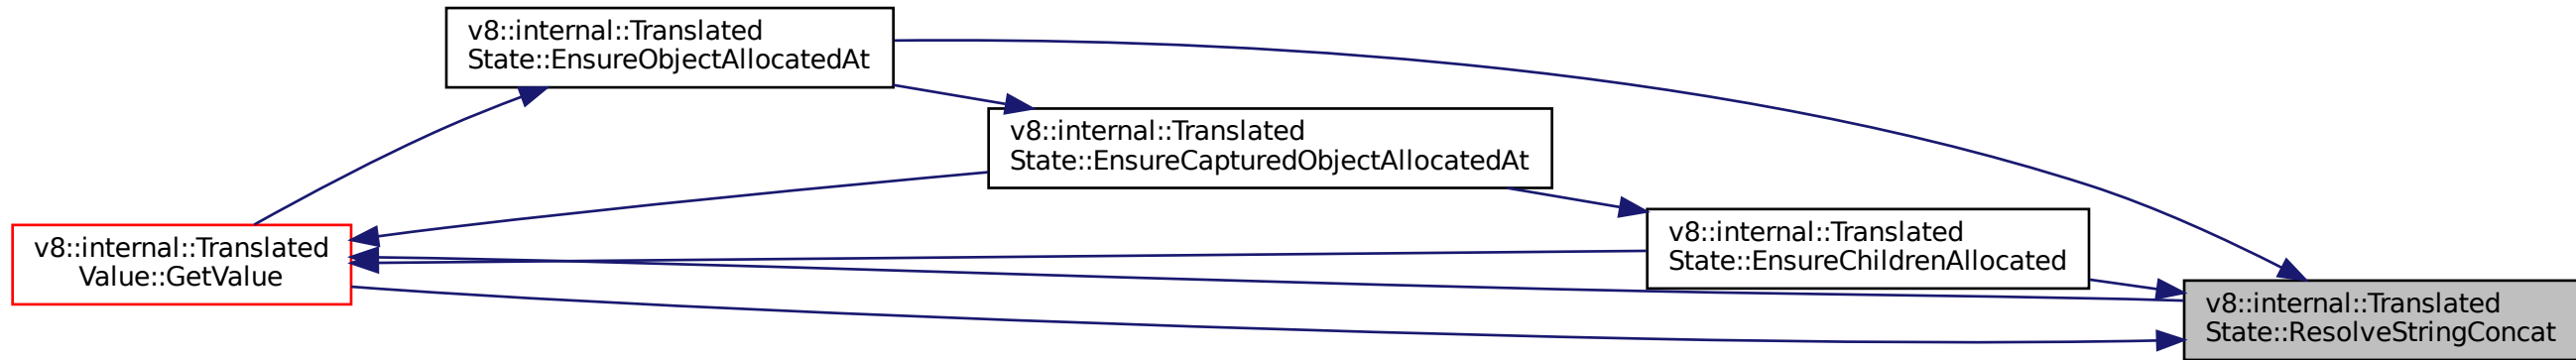 v8::internal::Translated
State::EnsureObjectAllocatedAt
v8::internal::Translated
State::EnsureCapturedObjectAllocatedAt
v8::internal::Translated
State::EnsureChildrenAllocated
v8::internal::Translated
Value::GetValue
v8::internal::Translated
State::ResolveStringConcat